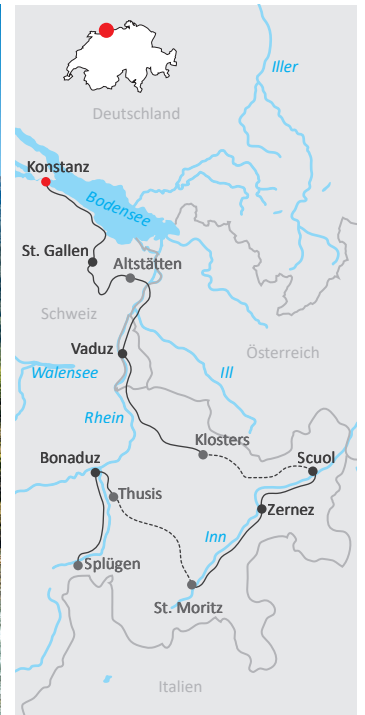 Iller
Deutschland
Konstanz
Bodensee
St. Gallen
Altstätten
Schweiz
Vaduz
Österreich
Walensee
Ill
Rhein
Klosters
Bonaduz
Scuol
Thusis
Zernez
Inn
Splügen
St. Moritz
Italien